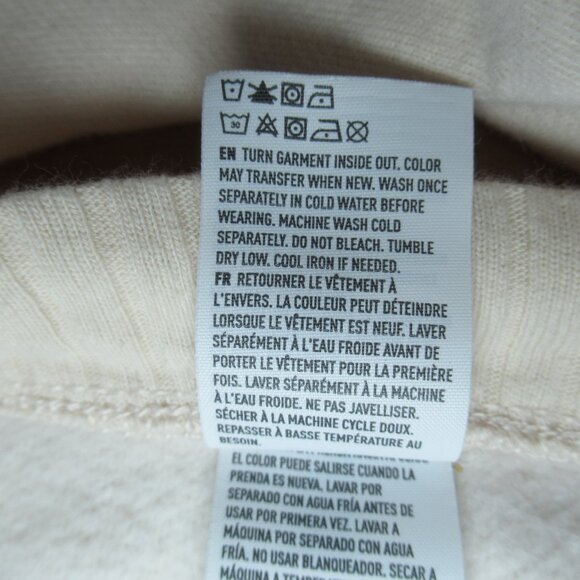 30
EN TURN GARMENT INSIDE OUT. COLOR
MAY TRANSFER WHEN NEW. WASH ONCE
SEPARATELY IN COLD WATER BEFORE
WEARING. MACHINE WASH COLD
SEPARATELY. DO NOT BLEACH. TUMBLE
DRY LOW. COOL IRON IF NEEDED.
FR RETOURNER LE VÊTEMENT À
L'ENVERS. LA COULEUR PEUT DÉTEINDRE
LORSQUE LE VÊTEMENT EST NEUF. LAVER
SÉPARÉMENT À L'EAU FROIDE AVANT DE
PORTER LE VÊTEMENT POUR LA PREMIÈRE
FOIS. LAVER SÉPARÉMENT À LA MACHINE
À L'EAU FROIDE. NE PAS JAVELLISER.
SÉCHER À LA MACHINE CYCLE DOUX.
REPASSER À BASSE TEMPÉRATURE AU
BESOIN.
EL COLOR PUEDE SALIRSE CUANDO LA
PRENDA ES NUEVA. LAVAR POR
SEPARADO CON AGUA FRÍA ANTES DE
USAR POR PRIMERA VEZ. LAVAR A
MÁQUINA POR SEPARADO CON AGUA
FRÍA. NO USAR BLANQUEADOR. SECAR A
MÁQUINA A